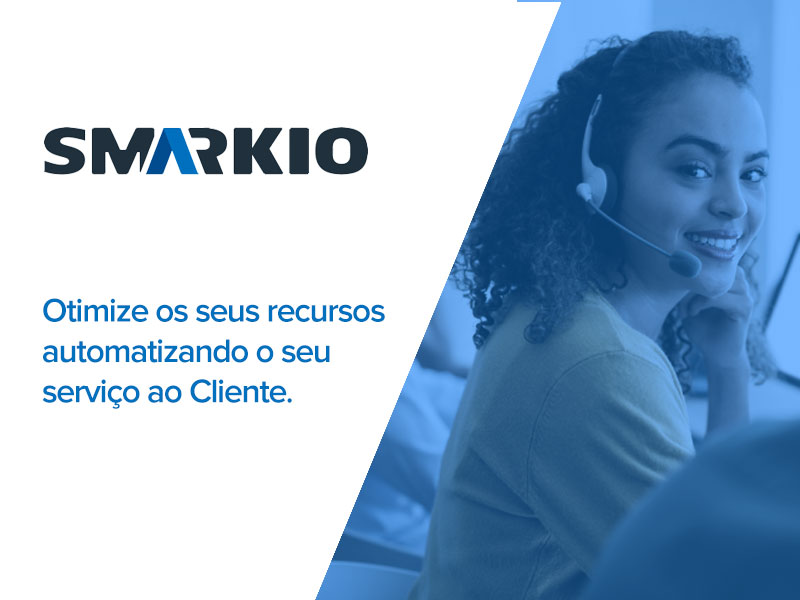 SMARKIO
Otimize os seus recursos
automatizando o seu
serviço ao Cliente.